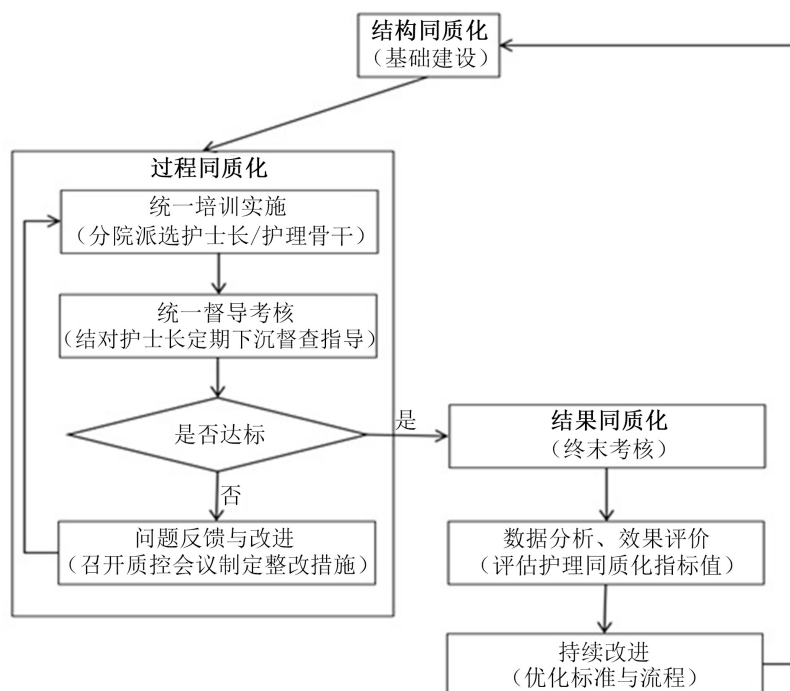 结构同质化
（基础建设）
过程同质化
统一培训实施
（分院派选护士长/护理骨干）
统一督导考核
（结对护士长定期下沉督查指导）
是否达标
是
否
问题反馈与改进
（召开质控会议制定整改措施）
结果同质化
（终末考核）
数据分析、效果评价
（评估护理同质化指标值）
持续改进
（优化标准与流程）